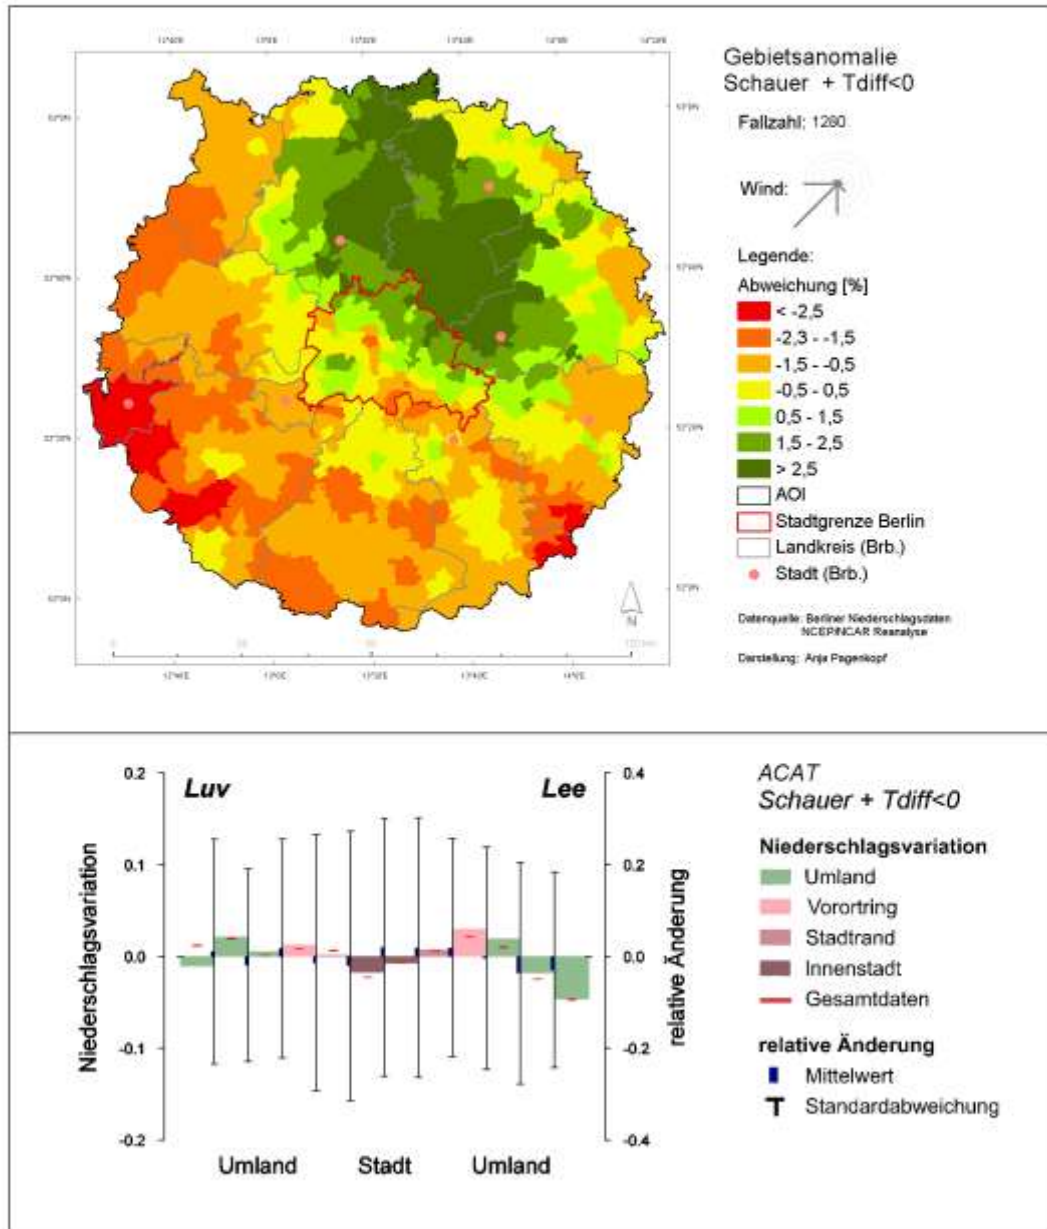 Gebietsanomalie
Schauer + Tdiff<0
Fallzahl: 1280
Wind:
Legende:
Abweichung [%]
< -2,5
-2,3 - -1,5
-1,5 - -0,5
-0,5 - 0,5
0,5 - 1,5
1,5 - 2,5
> 2,5
AOI
Stadtgrenze Berlin
Landkreis (Brb.)
Stadt (Brb.)
N
Datenquelle: Berliner Niederschlagsdaten
NCEP/NCAR Reanalyse
Darstellung: Anja Pagenkopf
0.2
0.1
0.0
-0.1
-0.2
Niederschlagsvariation
Luv
Lee
0.4
0.2
0.0
-0.2
-0.4
relative Änderung
Umland
Stadt
Umland
ACAT
Schauer + Tdiff<0
Niederschlagsvariation
Umland
Vorortring
Stadtrand
Innenstadt
Gesamtdaten
relative Änderung
Mittelwert
Standardabweichung